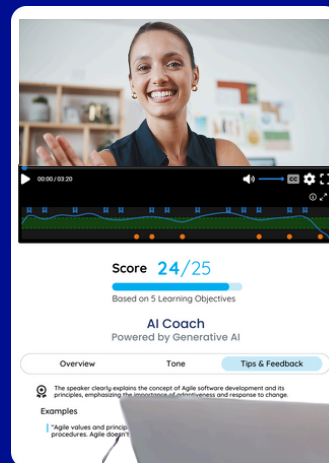 00:00 / 03:20
CC
Score 24/25
Based on 5 Learning Objectives
AI Coach
Powered by Generative AI
Overview Tone Tips & Feedback
The speaker clearly explains the concept of Agile software development and its
principles, emphasizing the importance of adaptiveness and response to change.
Examples
"Agile values and princip
procedures. Agile doesn't